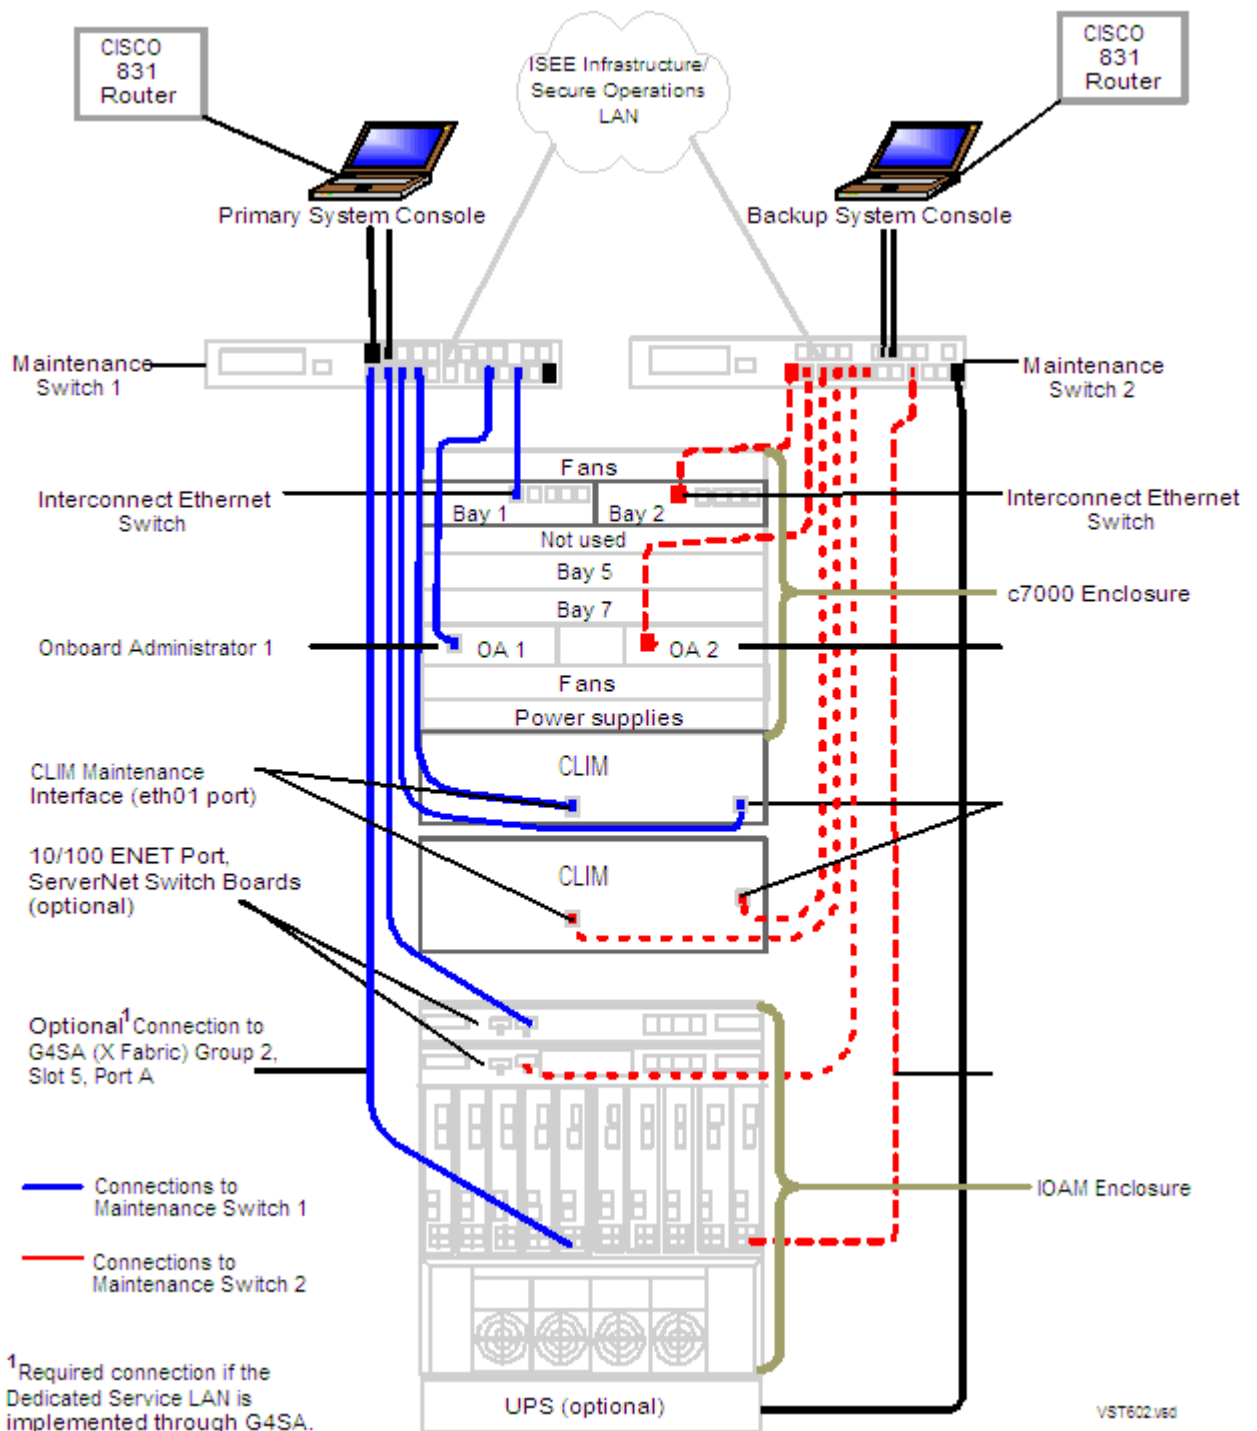 CISCO
831
Router
ISEE Infrastructure/
Secure Operations
LAN
CISCO
831
Router
Primary System Console
Backup System Console
Maintenance
Switch 1
Maintenance
Switch 2
Fans
Interconnect Ethernet
Switch
Bay 1
Bay 2
Interconnect Ethernet
Switch
Not used
Bay 5
c7000 Enclosure
Bay 7
Onboard Administrator 1
OA 1
OA 2
Fans
Power supplies
CLIM
CLIM Maintenance
Interface (eth01 port)
10/100 ENET Port,
ServerNet Switch Boards
(optional)
CLIM
Optional1 Connection to
G4SA (X Fabric) Group 2,
Slot 5, Port A
Connections to
Maintenance Switch 1
IOAM Enclosure
Connections to
Maintenance Switch 2
1Required connection if the
Dedicated Service LAN is
implemented through G4SA.
UPS (optional)
VST602.vsd